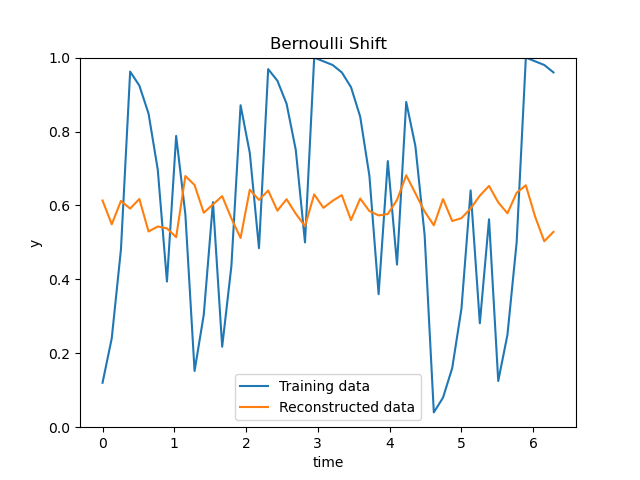 Bernoulli Shift
1.0
0.8
0.6
0.4
0.2
0.0
y
Training data
Reconstructed data
0 1 2 3 4 5 6
time